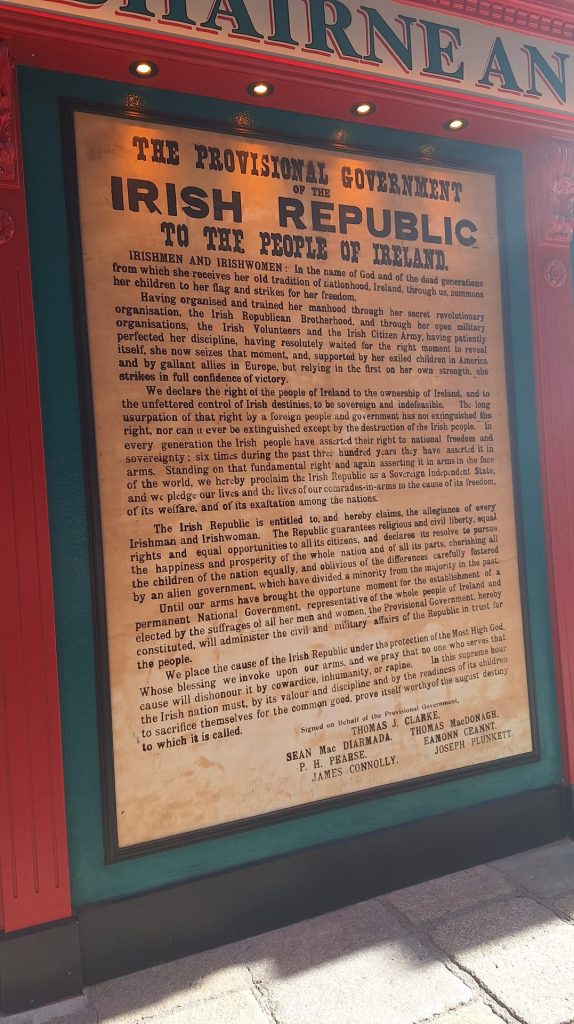 HAIRNE AN
THE PROVISIONAL GOVERNMENT
OF THE
IRISH REPUBLIC
TO THE PEOPLE OF IRELAND.
IRISHMEN AND IRISHWOMEN: In the name of God and of the dead generations
from which she receives her old tradition of nationhood, Ireland, through us, summons
her children to her flag and strikes for her freedom.
Having organised and trained her manhood through her secret revolutionary
organisation, the Irish Republican Brotherhood, and through her open military
organisations, the Irish Volunteers and the Irish Citizen Army, having patiently
perfected her discipline, having resolutely waited for the right moment to reveal
itself, she now seizes that moment, and, supported by her exiled children in America
and by gallant allies in Europe, but relying in the first on her own strength, she
strikes in full confidence of victory.
We declare the right of the people of Ireland to the ownership of Ireland, and to
the unfettered control of Irish destinies, to be sovereign and indefeasible. The long
usurpation of that right by a foreign people and government has not extinguished the
right, nor can it ever be extinguished except by the destruction of the Irish people. In
every generation the Irish people have asserted their right to national freedom and
sovereignty; six times during the past three hundred years they have asserted it in
arms. Standing on that fundamental right and again asserting it in arms in the face
of the world, we hereby proclaim the Irish Republic as a Sovereign Independent State,
and we pledge our lives and the lives of our comrades-in-arms to the cause of its freedom,
of its welfare, and of its exaltation among the nations.
The Irish Republic is entitled to, and hereby claims, the allegiance of every
Irishman and Irishwoman. The Republic guarantees religious and civil liberty, equal
rights and equal opportunities to all its citizens, and declares its resolve to pursue
the happiness and prosperity of the whole nation and of all its parts, cherishing all
the children of the nation equally, and oblivious of the differences carefully fostered
by an alien government, which have divided a minority from the majority in the past.
Until our arms have brought the opportune moment for the establishment of a
permanent National Government, representative of the whole people of Ireland and
elected by the suffrages of all her men and women, the Provisional Government, hereby
constituted, will administer the civil and military affairs of the Republic in trust for
the people.
We place the cause of the Irish Republic under the protection of the Most High God,
Whose blessing we invoke upon our arms, and we pray that no one who serves that
cause will dishonour it by cowardice, inhumanity, or rapine. In this supreme hour
the Irish nation must, by its valour and discipline and by the readiness of its children
to sacrifice themselves for the common good, prove itself worthy of the august destiny
to which it is called.
Signed on Behalf of the Provisional Government,
THOMAS J. CLARKE.
SEAN Mac DIARMADA. THOMAS MacDONAGH.
P. H. PEARSE. EAMONN CEANNT.
JAMES CONNOLLY. JOSEPH PLUNKETT.